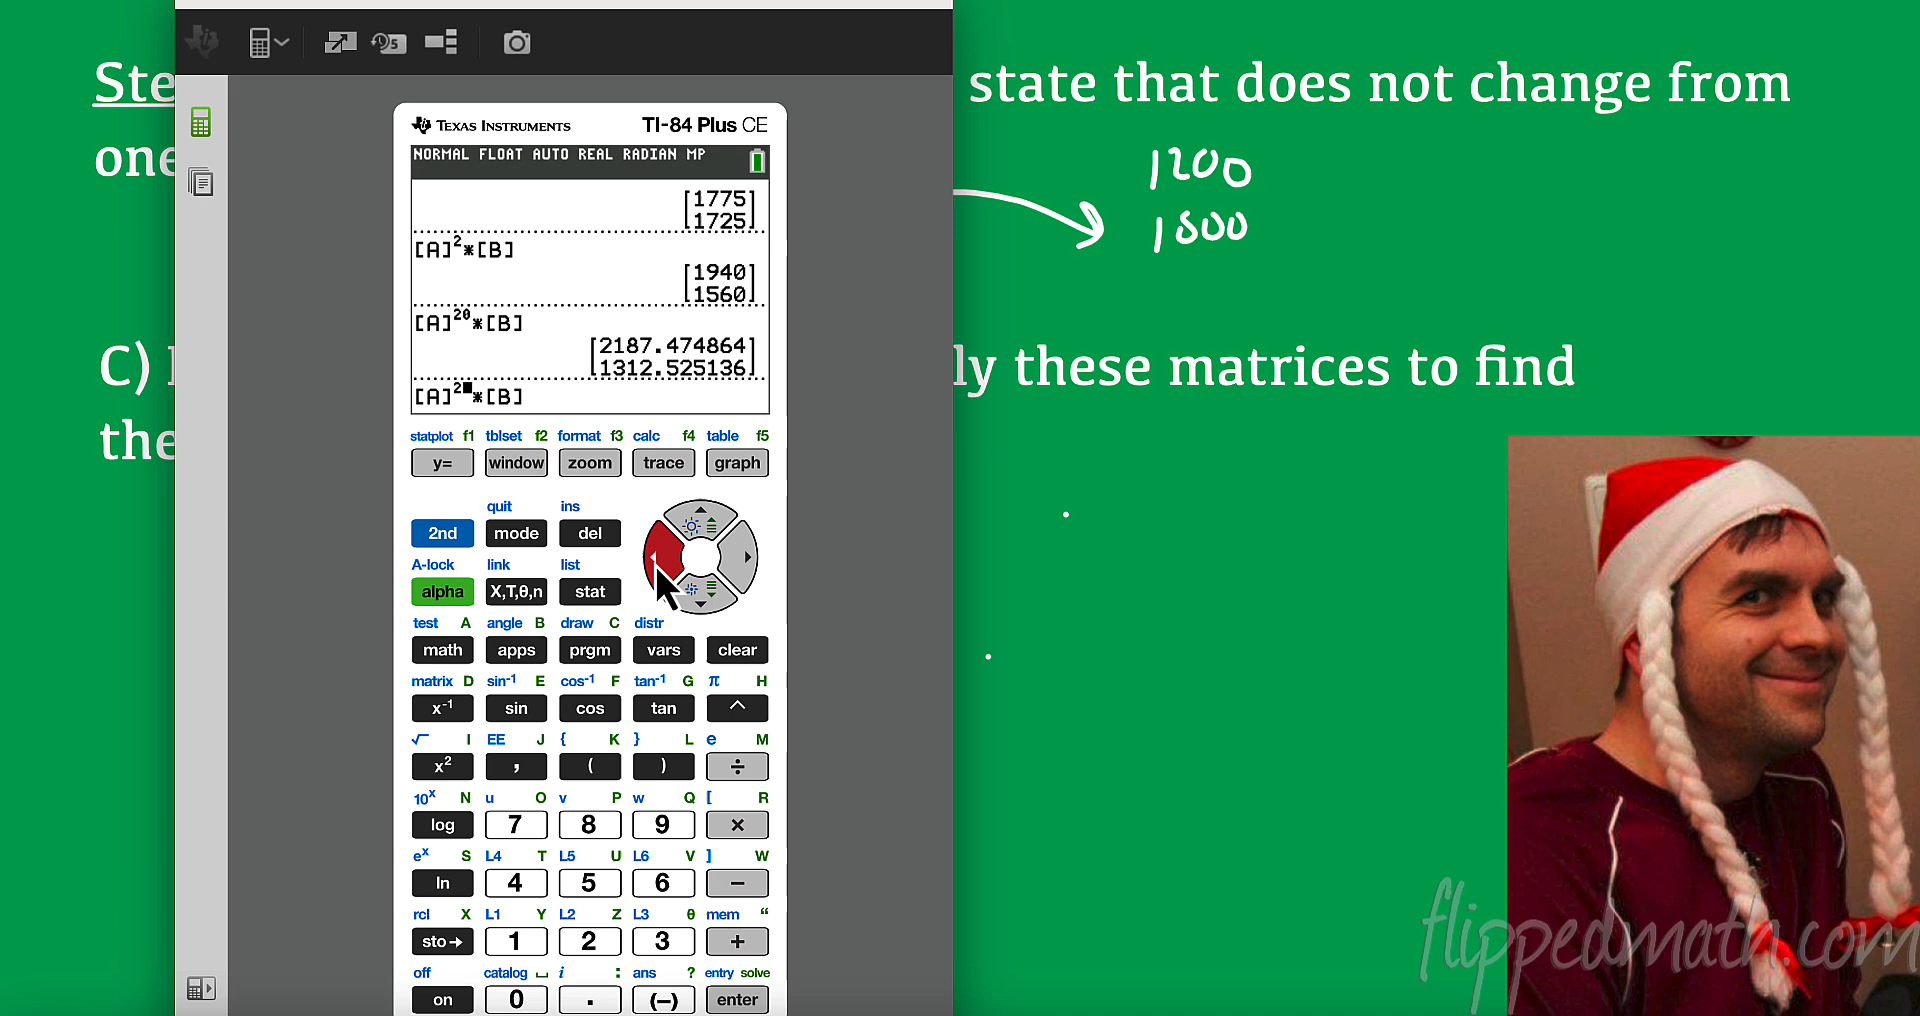 Ste state that does not change from
one
1200
1800
C) ly these matrices to find
the
TEXAS INSTRUMENTS TI-84 Plus CE
NORMAL FLOAT AUTO REAL RADIAN MP
[1775]
[1725]
[A]²*[B]
[1940]
[1560]
[A]²⁰*[B]
[2187.474864]
[1312.525136]
[A]²*[B]
statplot f1 tblset f2 format f3 calc f4 table f5
y= window zoom trace graph
quit ins
2nd mode del
A-lock link list
alpha X,T,θ,n stat
test A angle B draw C distr
math apps prgm vars clear
matrix D sin⁻¹ E cos⁻¹ F tan⁻¹ G π H
x⁻¹ sin cos tan ^
√ I EE J { K } L e M
x² , ( ) ÷
10ˣ N u O v P w Q [ R
log 7 8 9 ×
eˣ S L4 T L5 U L6 V ] W
ln 4 5 6 −
rcl X L1 Y L2 Z L3 θ mem “
sto→ 1 2 3 +
off catalog ⎵ i : ans ? entry solve
on 0 . (−) enter
flippedmath.com